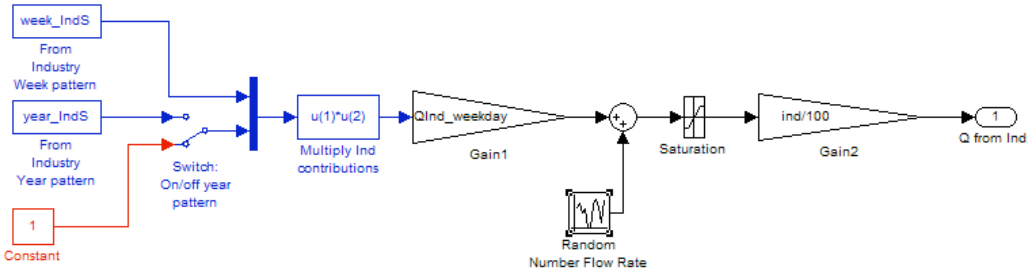 week_IndS
From
Industry
Week pattern
year_IndS
From
Industry
Year pattern
1
Constant
Switch:
On/off year
pattern
u(1)*u(2)
Multiply Ind
contributions
QInd_weekday
Gain1
Random
Number Flow Rate
Saturation
ind/100
Gain2
1
Q from Ind